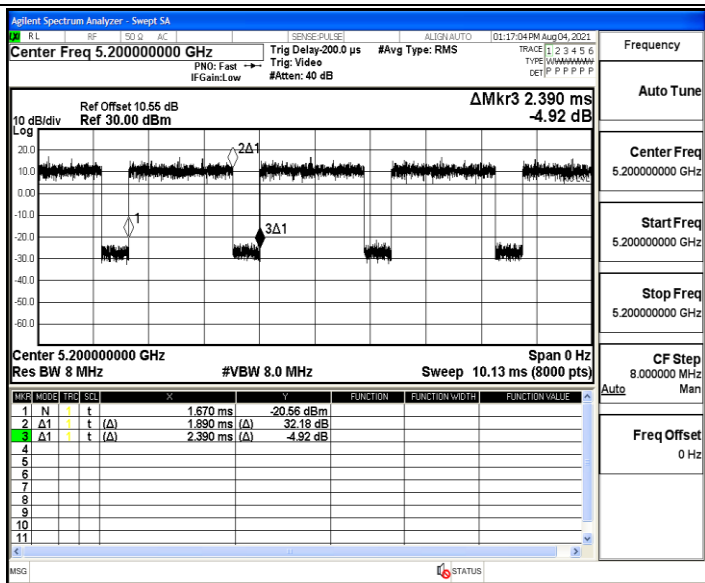 Agilent Spectrum Analyzer - Swept SA
RL RF 50 Ω AC SENSE:PULSE ALIGNAUTO 01:17:04 PM Aug 04, 2021
Center Freq 5.200000000 GHz Trig Delay-200.0 µs #Avg Type: RMS TRACE 1 2 3 4 5 6
PNO: Fast Trig: Video TYPE
IFGain:Low #Atten: 40 dB DET P P P P P P
ΔMkr3 2.390 ms
-4.92 dB
Ref Offset 10.55 dB
10 dB/div Ref 30.00 dBm
Log
20.0
10.0
0.00
-10.0
-20.0
-30.0
-40.0
-50.0
-60.0
2Δ1
1
3Δ1
Center 5.200000000 GHz Span 0 Hz
Res BW 8 MHz #VBW 8.0 MHz Sweep 10.13 ms (8000 pts)
MKR MODE TRC SCL X Y FUNCTION FUNCTION WIDTH FUNCTION VALUE
1 N 1 t 1.670 ms -20.56 dBm
2 Δ1 1 t (Δ) 1.890 ms (Δ) 32.18 dB
3 Δ1 1 t (Δ) 2.390 ms (Δ) -4.92 dB
4
5
6
7
8
9
10
11
MSG STATUS
Frequency
Auto Tune
Center Freq
5.200000000 GHz
Start Freq
5.200000000 GHz
Stop Freq
5.200000000 GHz
CF Step
8.000000 MHz
Auto Man
Freq Offset
0 Hz